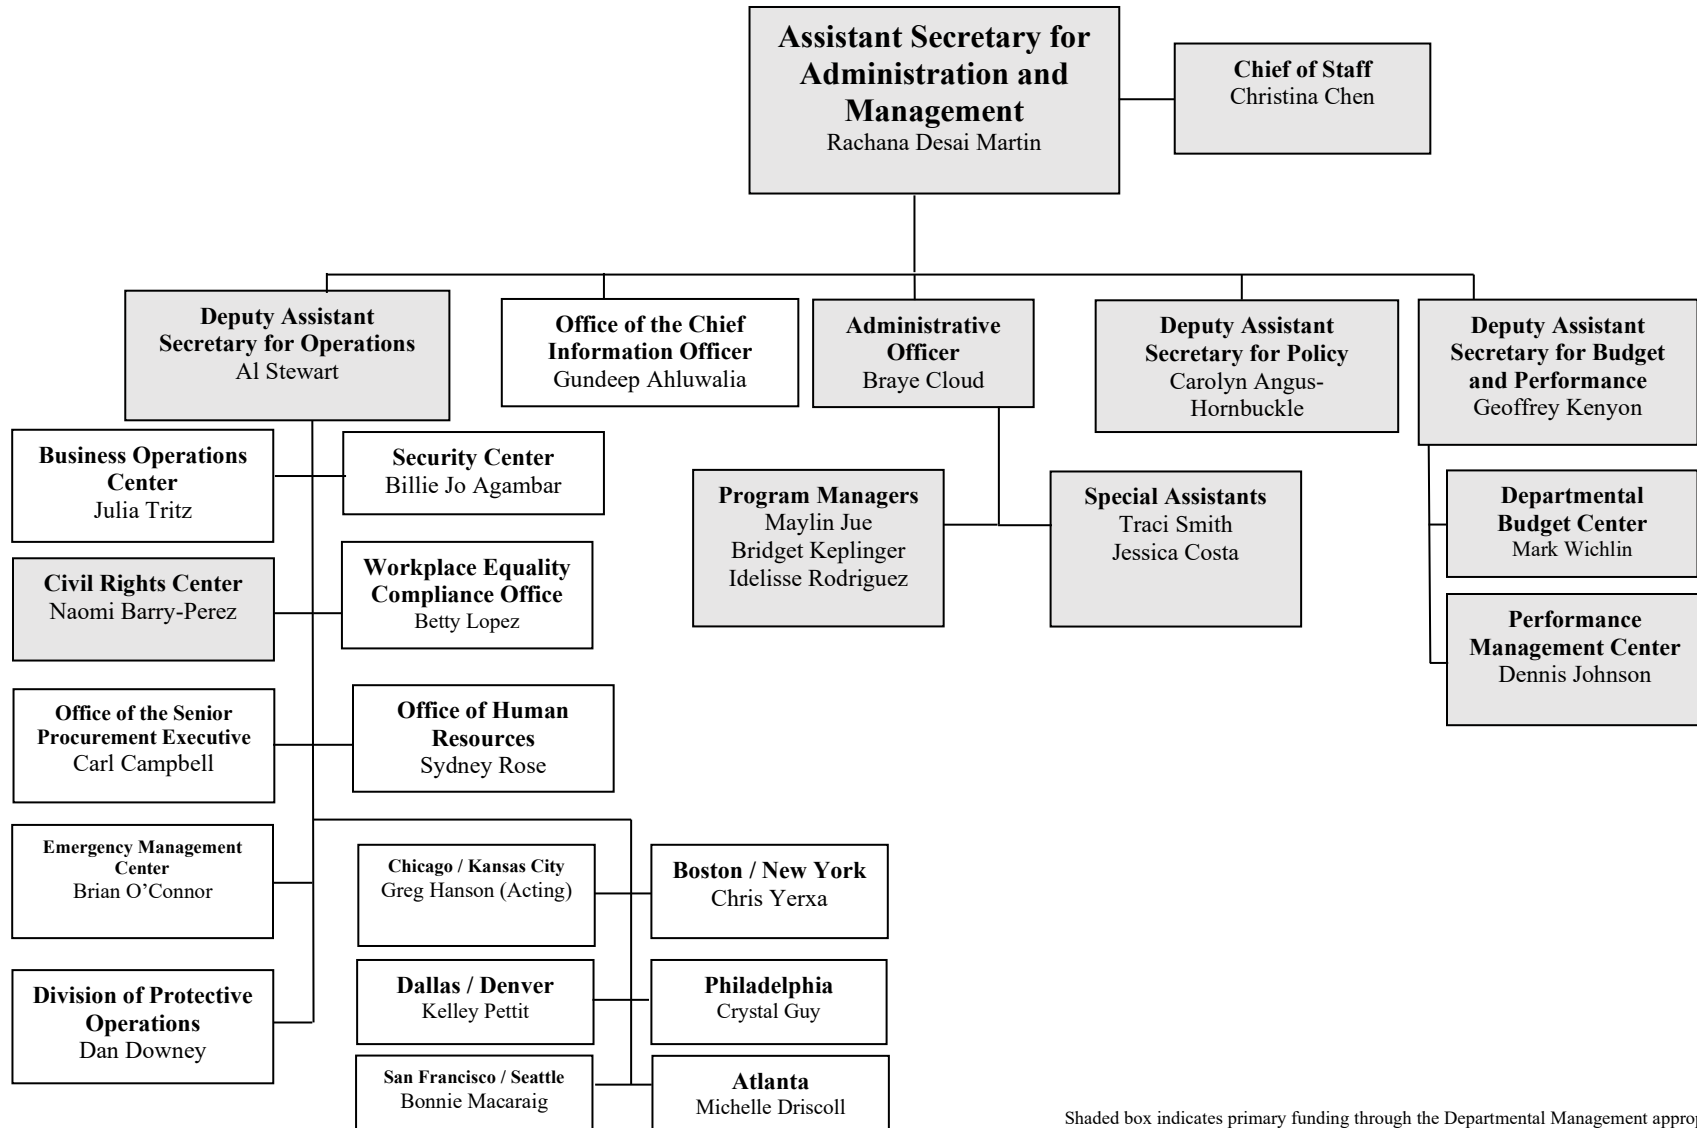 Assistant Secretary for
Administration and
Management
Rachana Desai Martin
Chief of Staff
Christina Chen
Deputy Assistant
Secretary for Operations
Al Stewart
Office of the Chief
Information Officer
Gundeep Ahluwalia
Administrative
Officer
Braye Cloud
Deputy Assistant
Secretary for Policy
Carolyn Angus-
Hornbuckle
Deputy Assistant
Secretary for Budget
and Performance
Geoffrey Kenyon
Business Operations
Center
Julia Tritz
Security Center
Billie Jo Agambar
Program Managers
Maylin Jue
Bridget Keplinger
Idelisse Rodriguez
Special Assistants
Traci Smith
Jessica Costa
Departmental
Budget Center
Mark Wichlin
Civil Rights Center
Naomi Barry-Perez
Workplace Equality
Compliance Office
Betty Lopez
Performance
Management Center
Dennis Johnson
Office of the Senior
Procurement Executive
Carl Campbell
Office of Human
Resources
Sydney Rose
Emergency Management
Center
Brian O’Connor
Chicago / Kansas City
Greg Hanson (Acting)
Boston / New York
Chris Yerxa
Division of Protective
Operations
Dan Downey
Dallas / Denver
Kelley Pettit
Philadelphia
Crystal Guy
San Francisco / Seattle
Bonnie Macaraig
Atlanta
Michelle Driscoll
Shaded box indicates primary funding through the Departmental Management